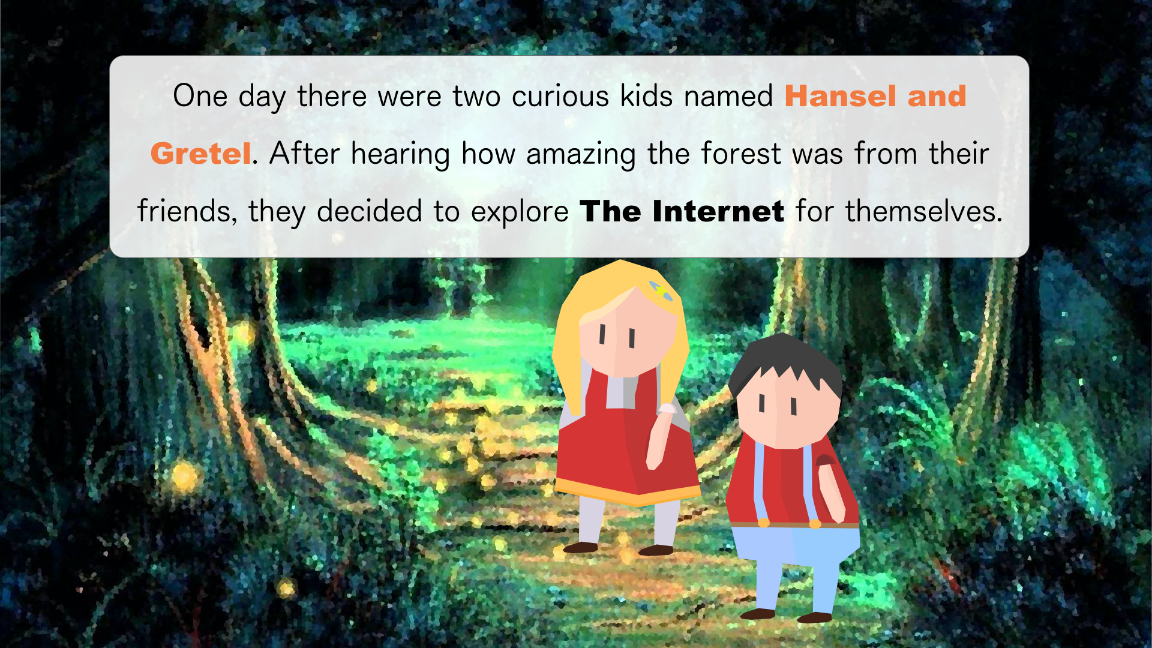 One day there were two curious kids named Hansel and
Gretel. After hearing how amazing the forest was from their
friends, they decided to explore The Internet for themselves.